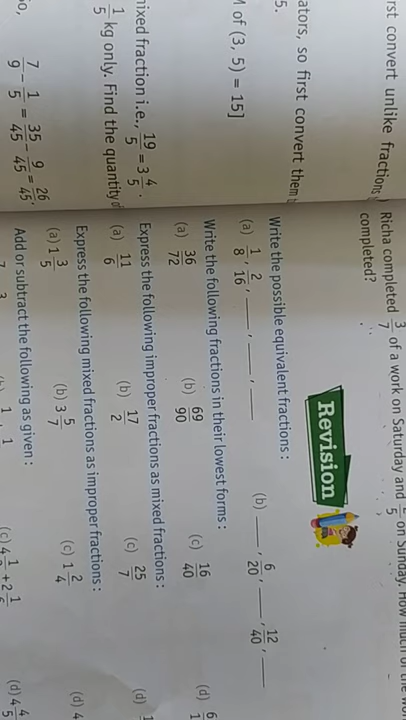 rst convert unlike fractions
ators, so first convert them
5.
of (3, 5) = 15]
mixed fraction i.e., 19/5 = 3 4/5.
1/5 kg only. Find the quantity
so,
7/9 - 1/5 = 35/45 - 9/45 = 26/45.
Richa completed 3/7 of a work on Saturday and /5 on Sunday. How much of the
completed?
Revision
Write the possible equivalent fractions :
(a) 1/8, 2/16, ___, ___, ___ (b) ___, 6/20, ___, 12/40, ___
Write the following fractions in their lowest forms :
(a) 36/72 (b) 69/90 (c) 16/40 (d)
Express the following improper fractions as mixed fractions :
(a) 11/6 (b) 17/2 (c) 25/7 (d)
Express the following mixed fractions as improper fractions :
(a) 1 3/5 (b) 3 5/7 (c) 1 2/4 (d) 4
Add or subtract the following as given :
(d) 4 4/5